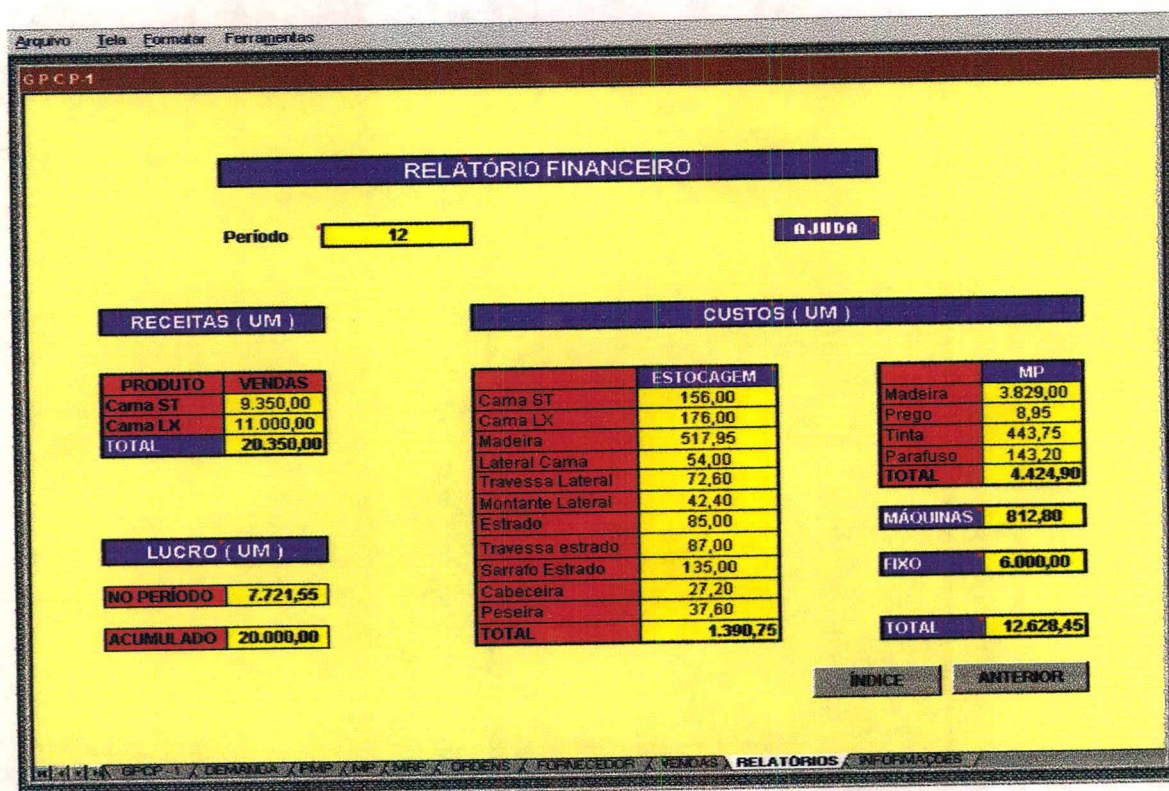 Arquivo Tela Formatar Ferramentas
GPCP-1
RELATÓRIO FINANCEIRO
Período 12 AJUDA
RECEITAS ( UM )
PRODUTO VENDAS
Cama ST 9.350,00
Cama LX 11.000,00
TOTAL 20.350,00
LUCRO ( UM )
NO PERÍODO 7.721,55
ACUMULADO 20.000,00
CUSTOS ( UM )
ESTOCAGEM
Cama ST 156,00
Cama LX 176,00
Madeira 517,95
Lateral Cama 54,00
Travessa Lateral 72,60
Montante Lateral 42,40
Estrado 85,00
Travessa estrado 87,00
Sarrafo Estrado 135,00
Cabeceira 27,20
Peseira 37,60
TOTAL 1.390,75
MP
Madeira 3.829,00
Prego 8,95
Tinta 443,75
Parafuso 143,20
TOTAL 4.424,90
MÁQUINAS 812,80
FIXO 6.000,00
TOTAL 12.628,45
ÍNDICE ANTERIOR
GPCP -1 DEMANDA PMP MP MRP ORDENS FORNECEDOR VENDAS RELATÓRIOS INFORMAÇÕES